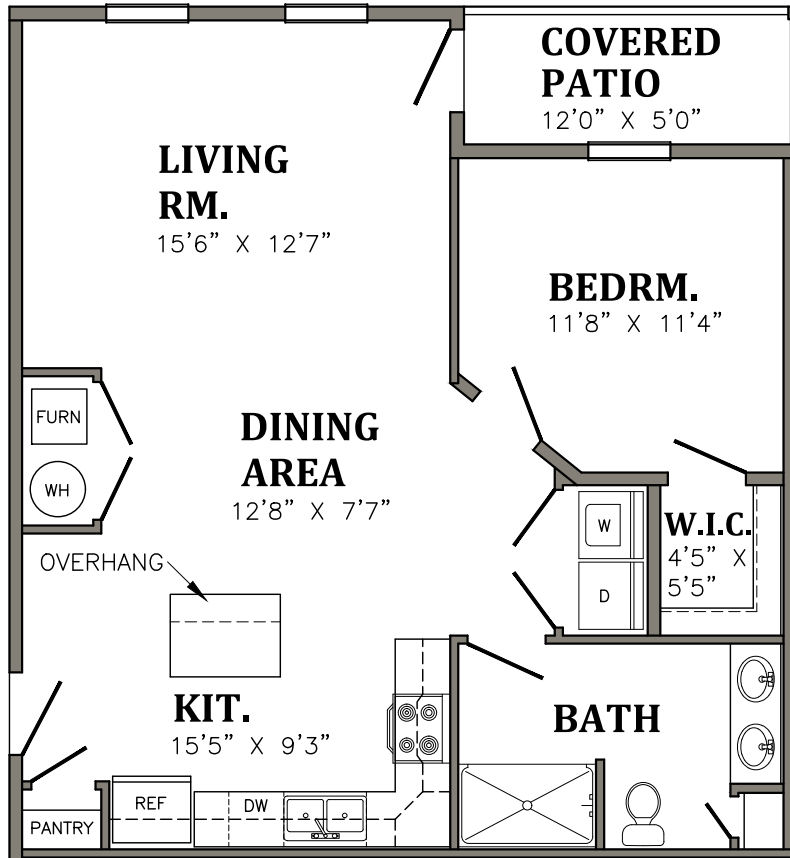 COVERED
PATIO
12'0” X 5'0”
LIVING
RM.
15'6” X 12'7”
BEDRM.
11'8” X 11'4”
FURN
WH
DINING
AREA
12'8” X 7'7”
W
D
W.I.C.
4'5” X
5'5”
OVERHANG
KIT.
15'5” X 9'3”
BATH
REF
DW
PANTRY